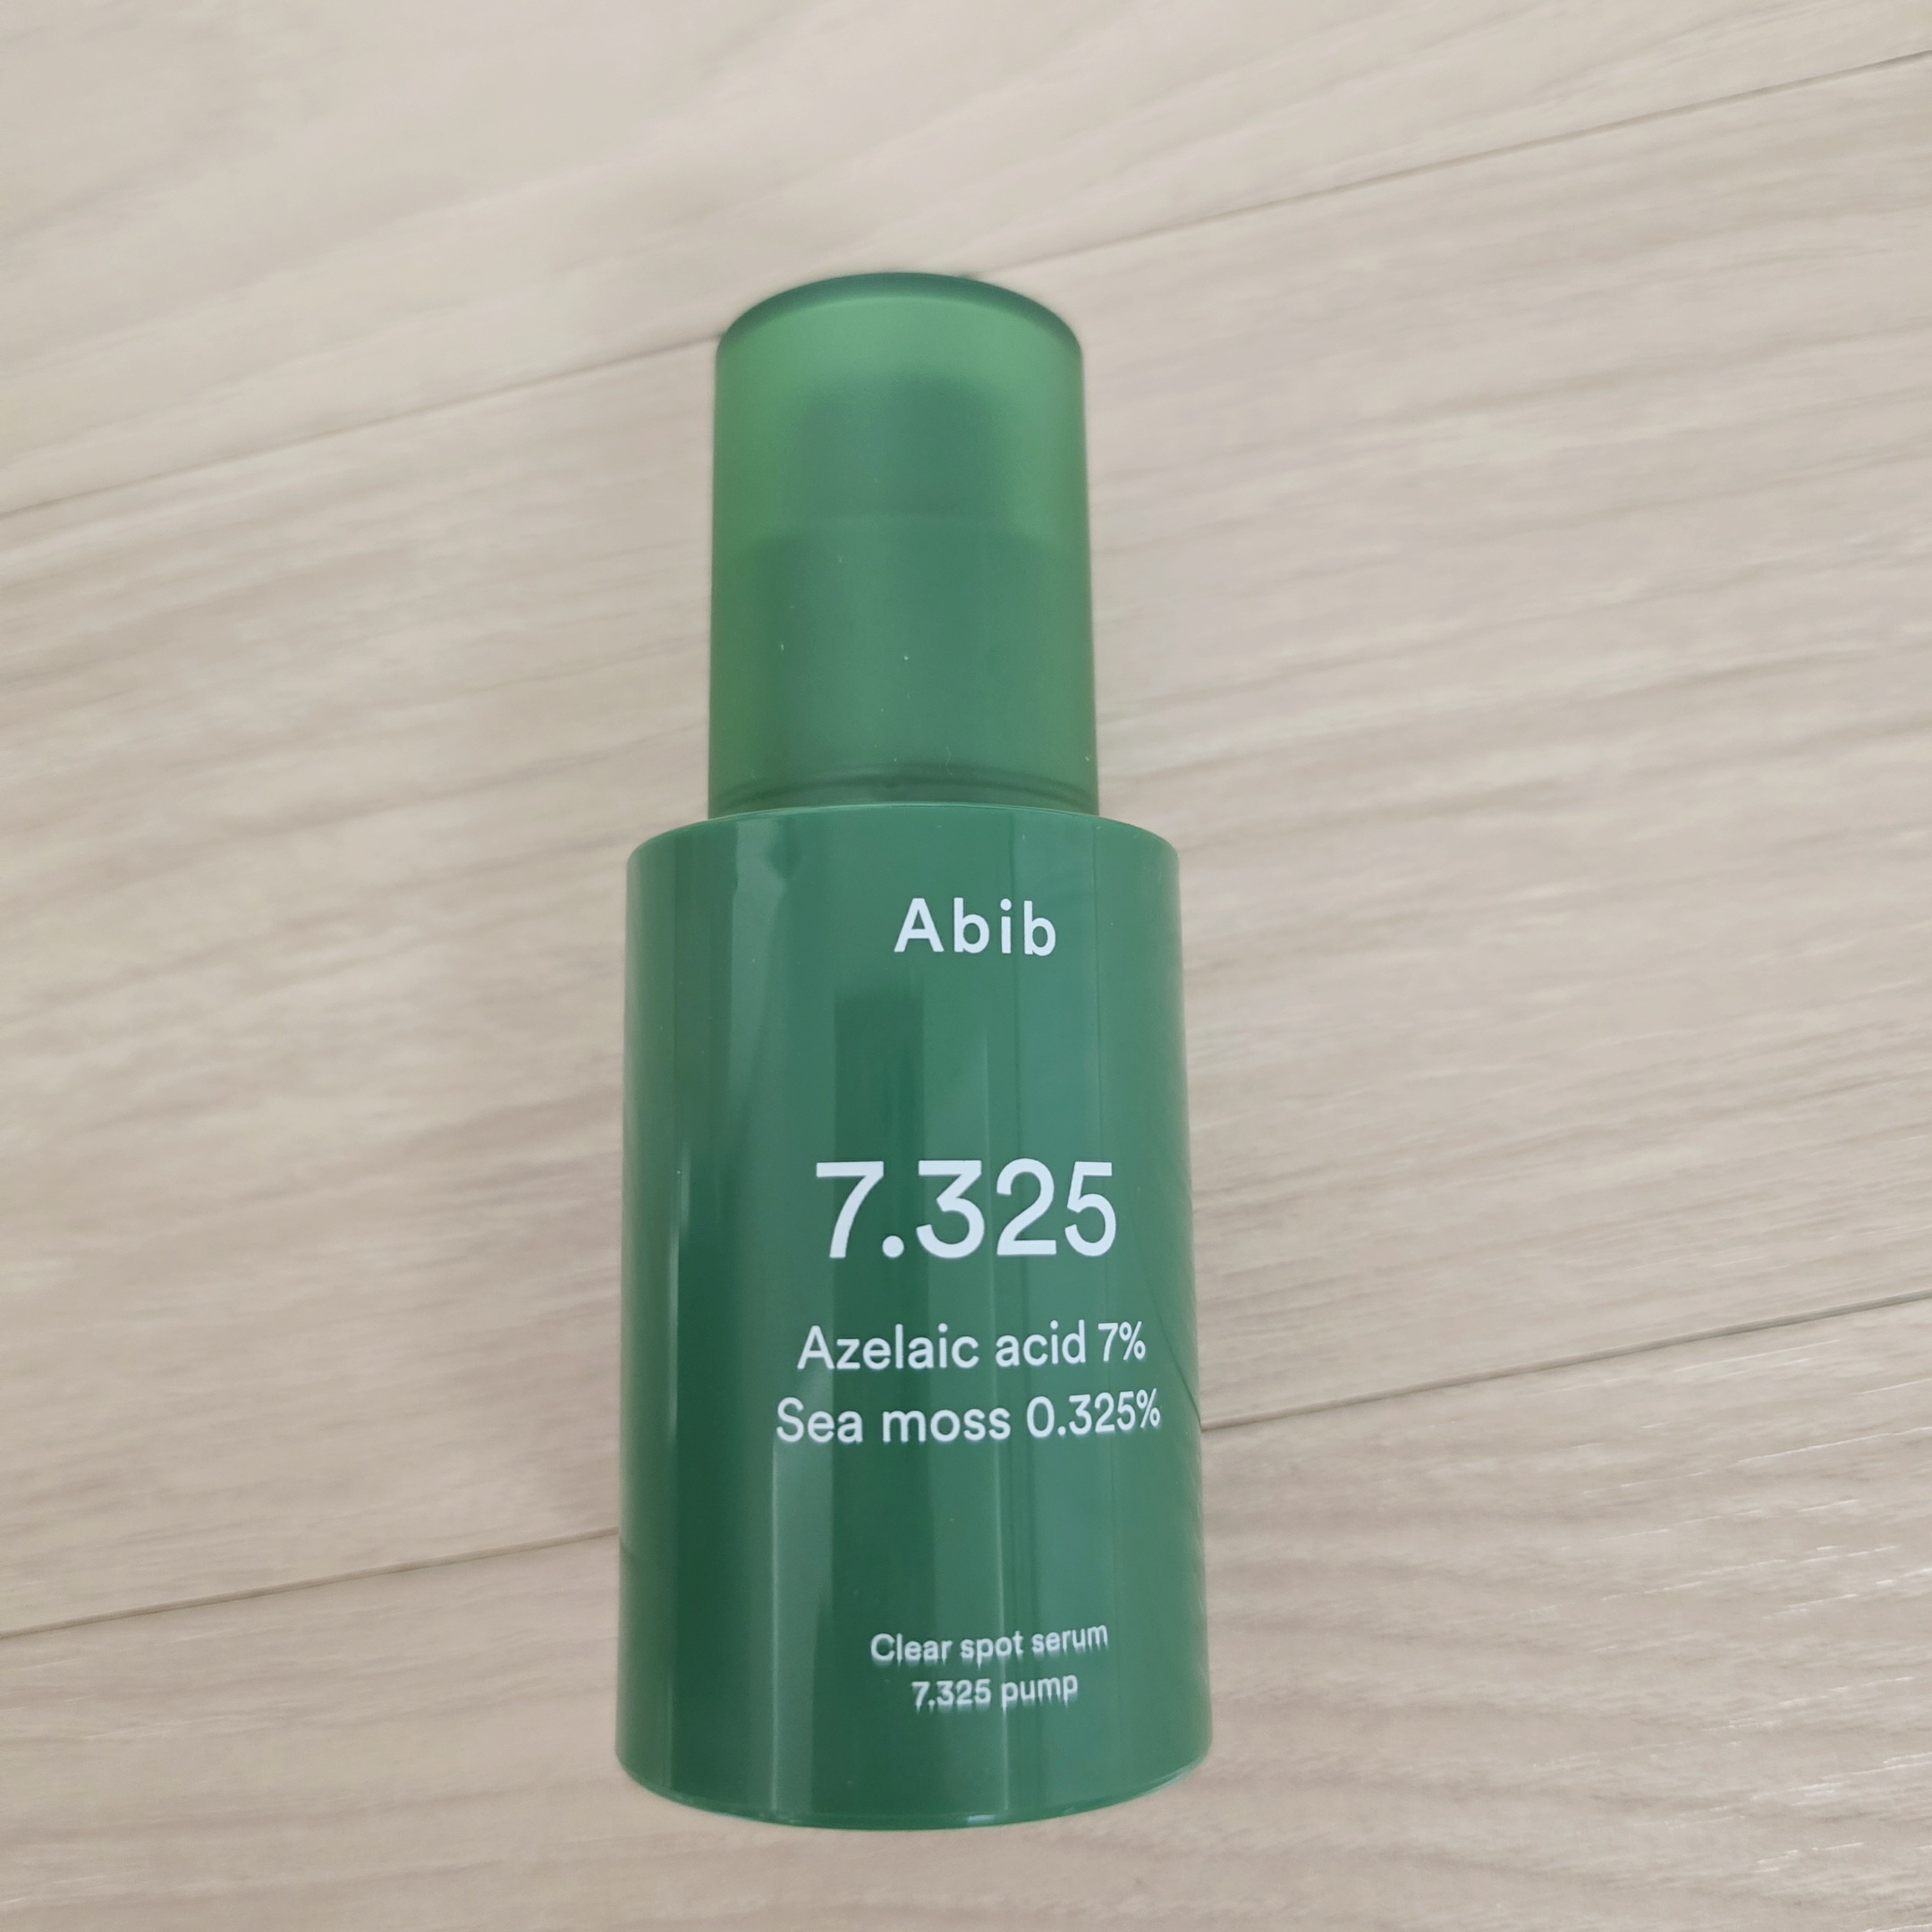 Abib
7.325
Azelaic acid 7%
Sea moss 0.325%
Clear spot serum
7.325 pump